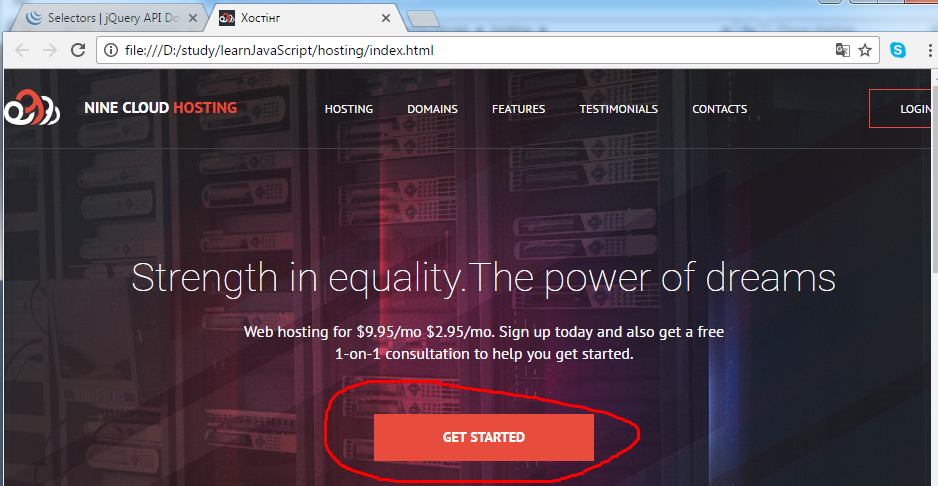 Selectors | jQuery API Do
Хостінг
file:///D:/study/learnJavaScript/hosting/index.html
NINE CLOUD HOSTING
HOSTING
DOMAINS
FEATURES
TESTIMONIALS
CONTACTS
LOGIN
Strength in equality.The power of dreams
Web hosting for $9.95/mo $2.95/mo. Sign up today and also get a free
1-on-1 consultation to help you get started.
GET STARTED